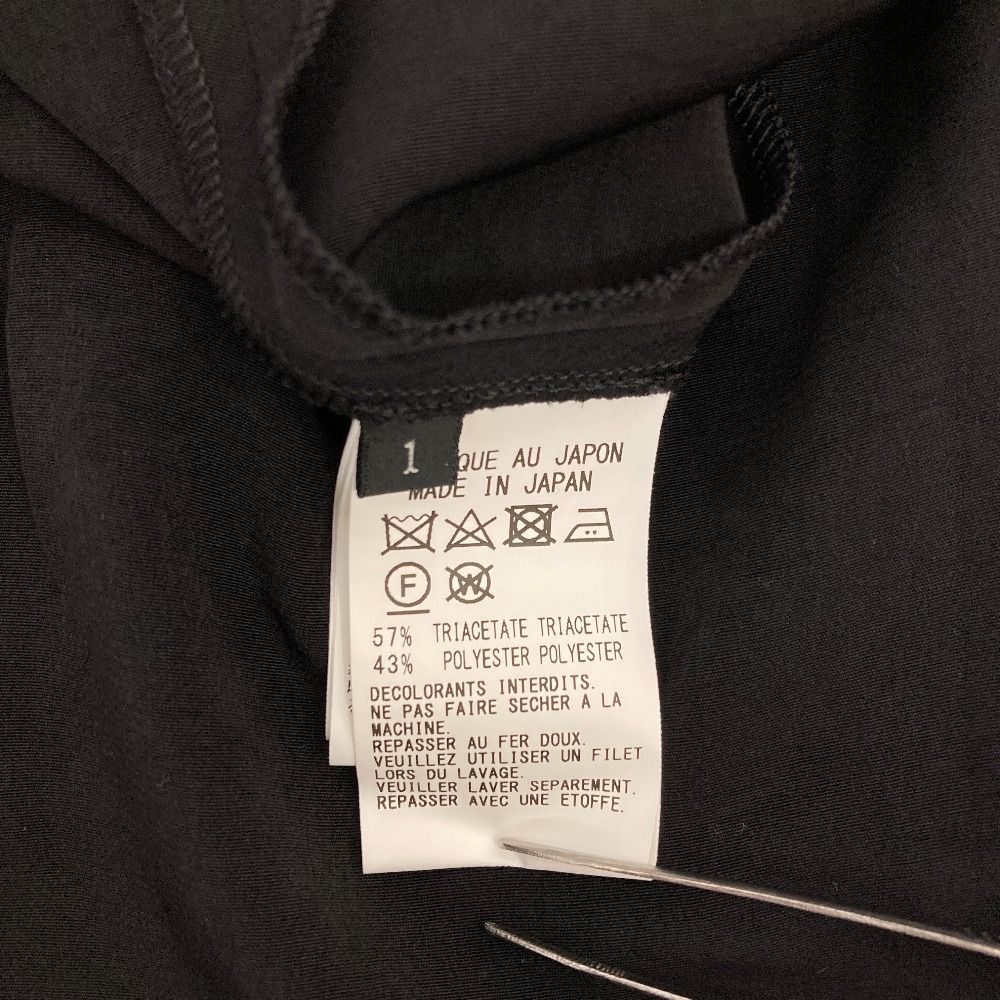 1
QUE AU JAPON
MADE IN JAPAN
F W
57% TRIACETATE TRIACETATE
43% POLYESTER POLYESTER
DECOLORANTS INTERDITS.
NE PAS FAIRE SECHER A LA
MACHINE.
REPASSER AU FER DOUX.
VEUILLEZ UTILISER UN FILET
LORS DU LAVAGE.
VEUILLER LAVER SEPAREMENT.
REPASSER AVEC UNE ETOFFE.